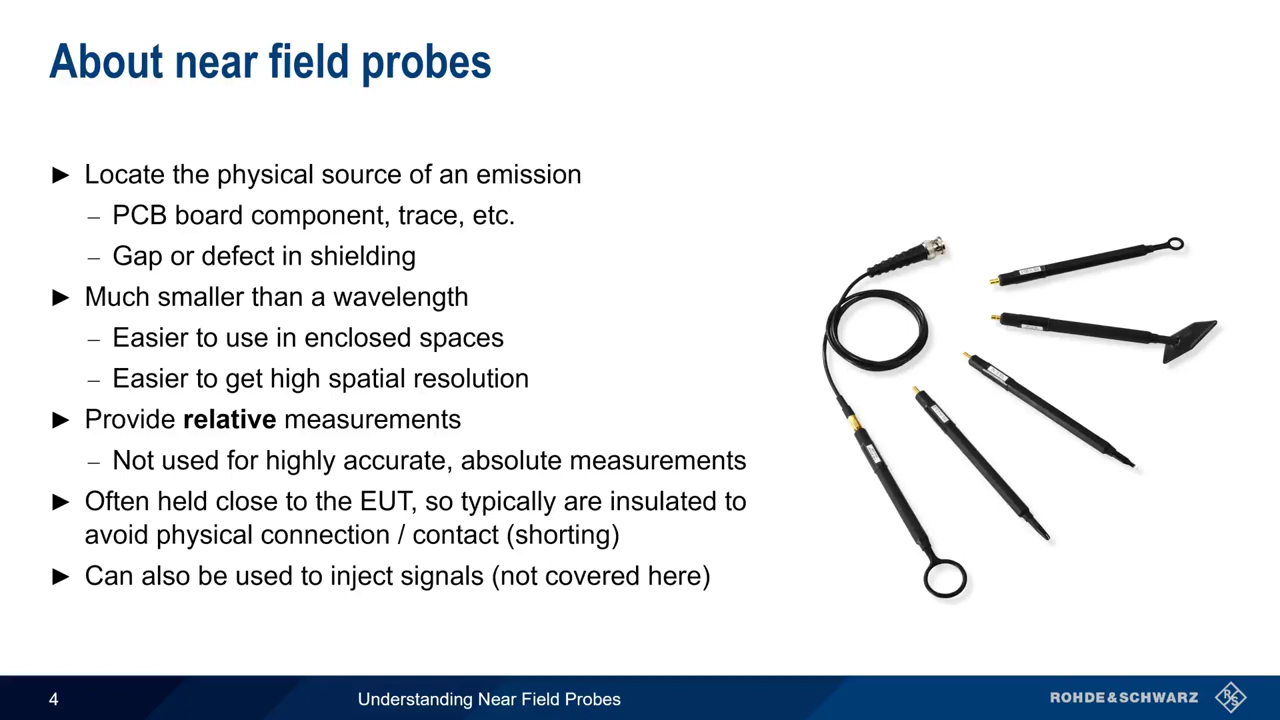 About near field probes
► Locate the physical source of an emission
– PCB board component, trace, etc.
– Gap or defect in shielding
► Much smaller than a wavelength
– Easier to use in enclosed spaces
– Easier to get high spatial resolution
► Provide relative measurements
– Not used for highly accurate, absolute measurements
► Often held close to the EUT, so typically are insulated to
avoid physical connection / contact (shorting)
► Can also be used to inject signals (not covered here)
4
Understanding Near Field Probes
ROHDE & SCHWARZ
R S